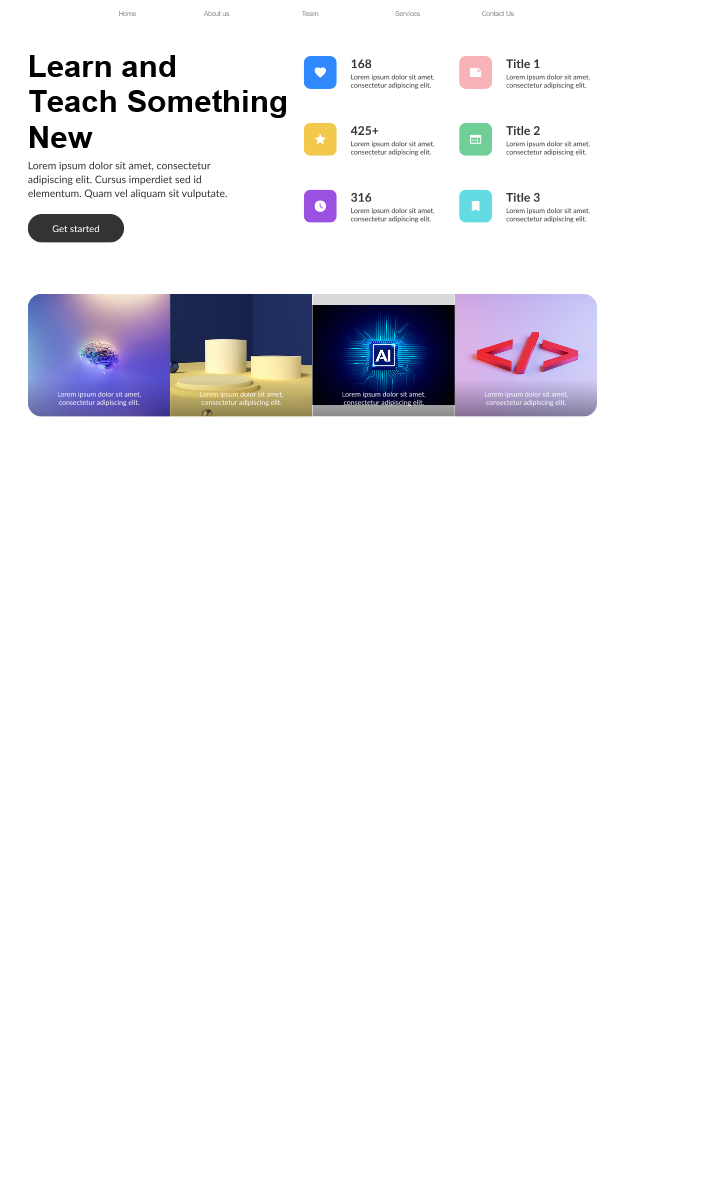 Home About us Team Services Contact Us
Learn and
Teach Something
New
Lorem ipsum dolor sit amet, consectetur
adipiscing elit. Cursus imperdiet sed id
elementum. Quam vel aliquam sit vulputate.
Get started
168
Lorem ipsum dolor sit amet,
consectetur adipiscing elit.
Title 1
Lorem ipsum dolor sit amet,
consectetur adipiscing elit.
425+
Lorem ipsum dolor sit amet,
consectetur adipiscing elit.
Title 2
Lorem ipsum dolor sit amet,
consectetur adipiscing elit.
316
Lorem ipsum dolor sit amet,
consectetur adipiscing elit.
Title 3
Lorem ipsum dolor sit amet,
consectetur adipiscing elit.
Lorem ipsum dolor sit amet,
consectetur adipiscing elit.
Lorem ipsum dolor sit amet,
consectetur adipiscing elit.
AI
Lorem ipsum dolor sit amet,
consectetur adipiscing elit.
</>
Lorem ipsum dolor sit amet,
consectetur adipiscing elit.